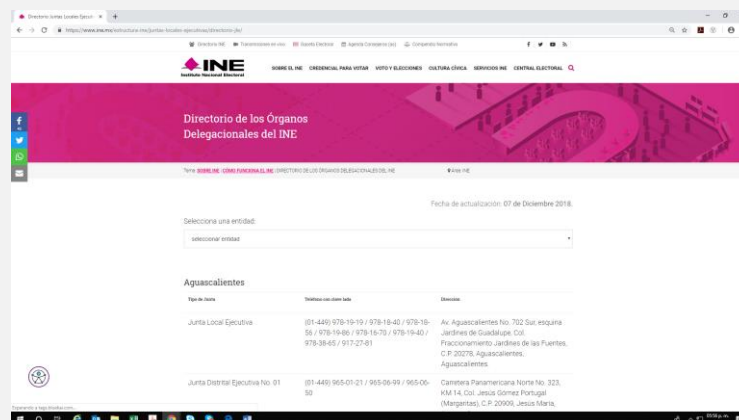 Directorio Juntas Locales Ejecuti
https://www.ine.mx/estructura-ine/juntas-locales-ejecutivas/directorio-jle/
Directorio INE Transmisiones en vivo Gaceta Electoral Agenda Consejeros (as) Compendio Normativo
INE
Instituto Nacional Electoral
SOBRE EL INE CREDENCIAL PARA VOTAR VOTO Y ELECCIONES CULTURA CÍVICA SERVICIOS INE CENTRAL ELECTORAL
Directorio de los Órganos
Delegacionales del INE
Tema: SOBRE INE CÓMO FUNCIONA EL INE DIRECTORIO DE LOS ÓRGANOS DELEGACIONALES DEL INE
Área: INE
Fecha de actualización: 07 de Diciembre 2018.
Selecciona una entidad:
seleccionar entidad
Aguascalientes
Tipo de Junta Teléfono con clave lada Dirección
Junta Local Ejecutiva
(01-449) 978-19-19 / 978-18-40 / 978-18-
56 / 978-19-86 / 978-16-70 / 978-19-40 /
978-38-65 / 917-27-81
Av. Aguascalientes No. 702 Sur, esquina
Jardines de Guadalupe, Col.
Fraccionamiento Jardines de las Fuentes,
C.P. 20278, Aguascalientes,
Aguascalientes.
Junta Distrital Ejecutiva No. 01
(01-449) 965-01-21 / 965-06-99 / 965-06-
50
Carretera Panamericana Norte No. 323,
KM 14, Col. Jesús Gómez Portugal
(Margaritas), C.P. 20909, Jesús María,